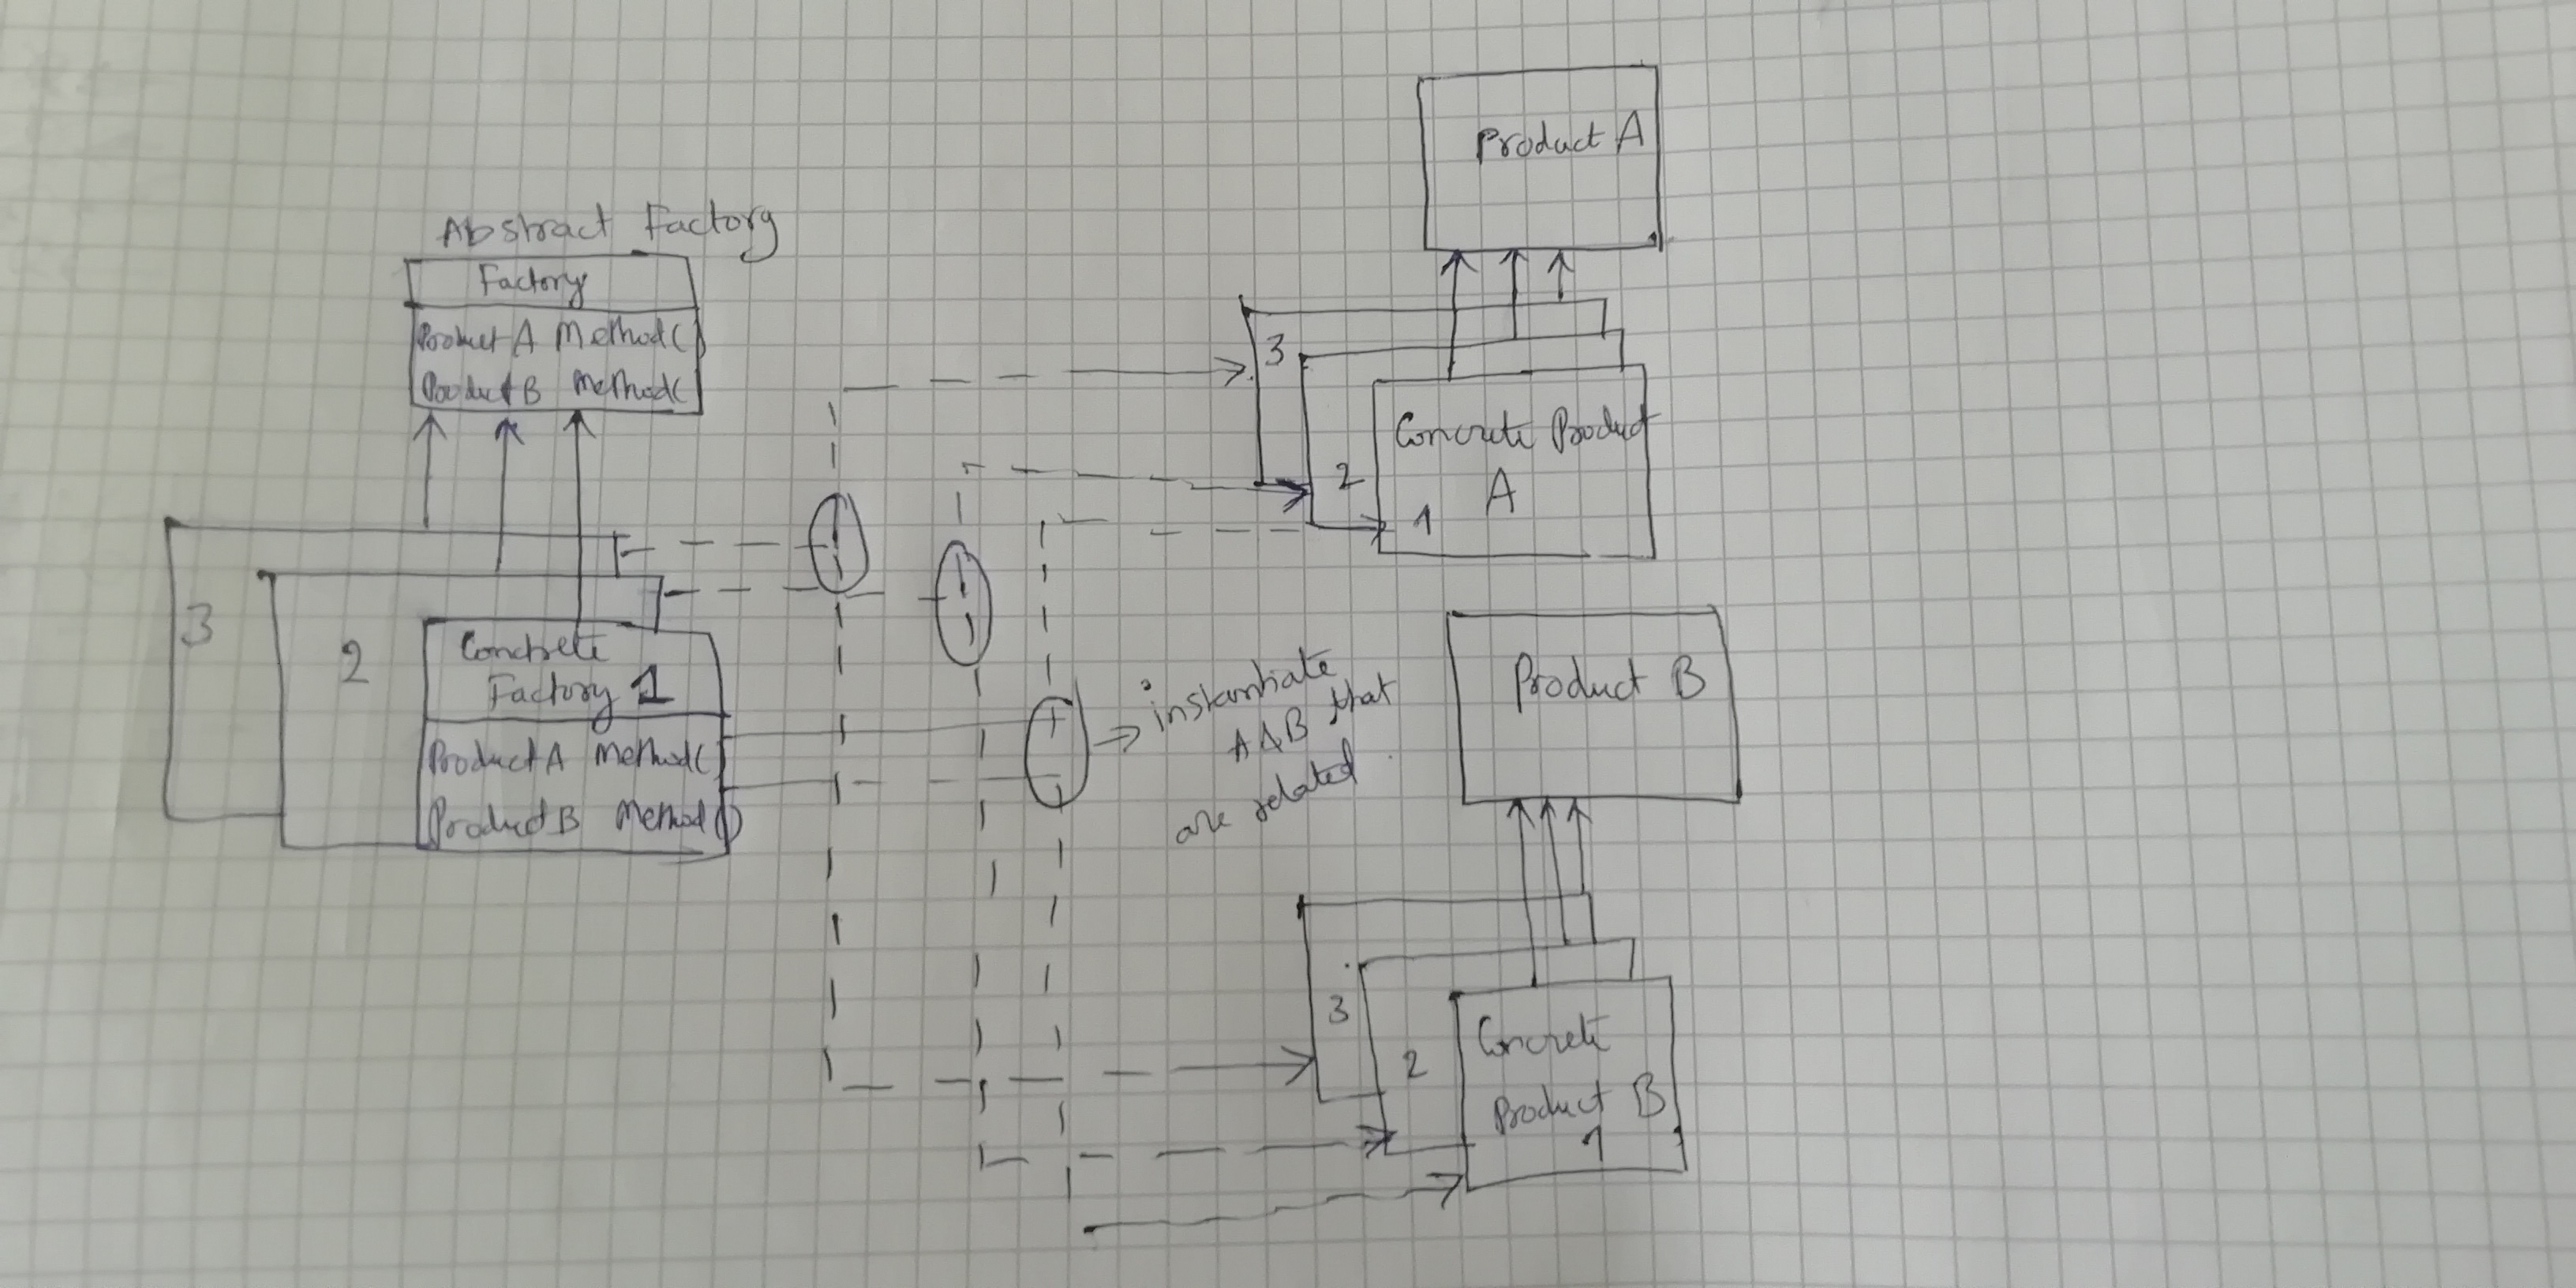 Abstract Factory
Factory
Product A Method()
Product B Method(
3
2
Concrete
Factory 1
Product A Method()
Product B Method()
instantiate
A & B that
are related
Product A
3
2
Concrete Product
A
1
Product B
3
2
Concrete
Product B
1